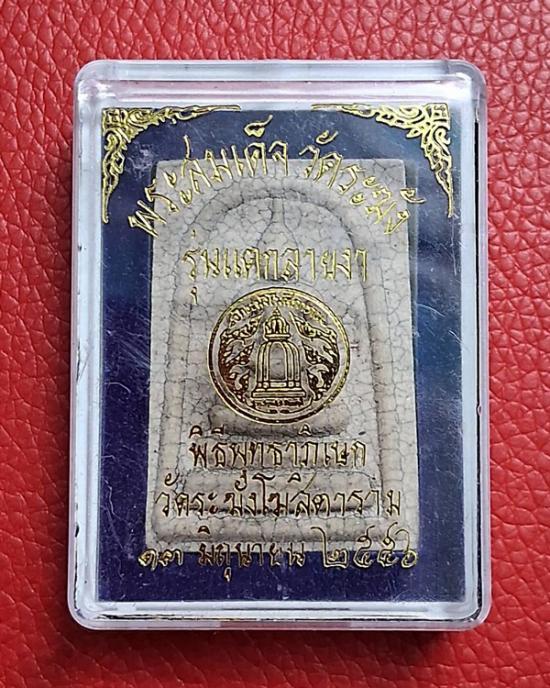 พระสมเด็จ วัดระฆัง
รุ่นแตกลายงา
พิธีพุทธาภิเษก
วัดระฆังโฆสิตาราม
๑๓ มิถุนายน ๒๕๕๖